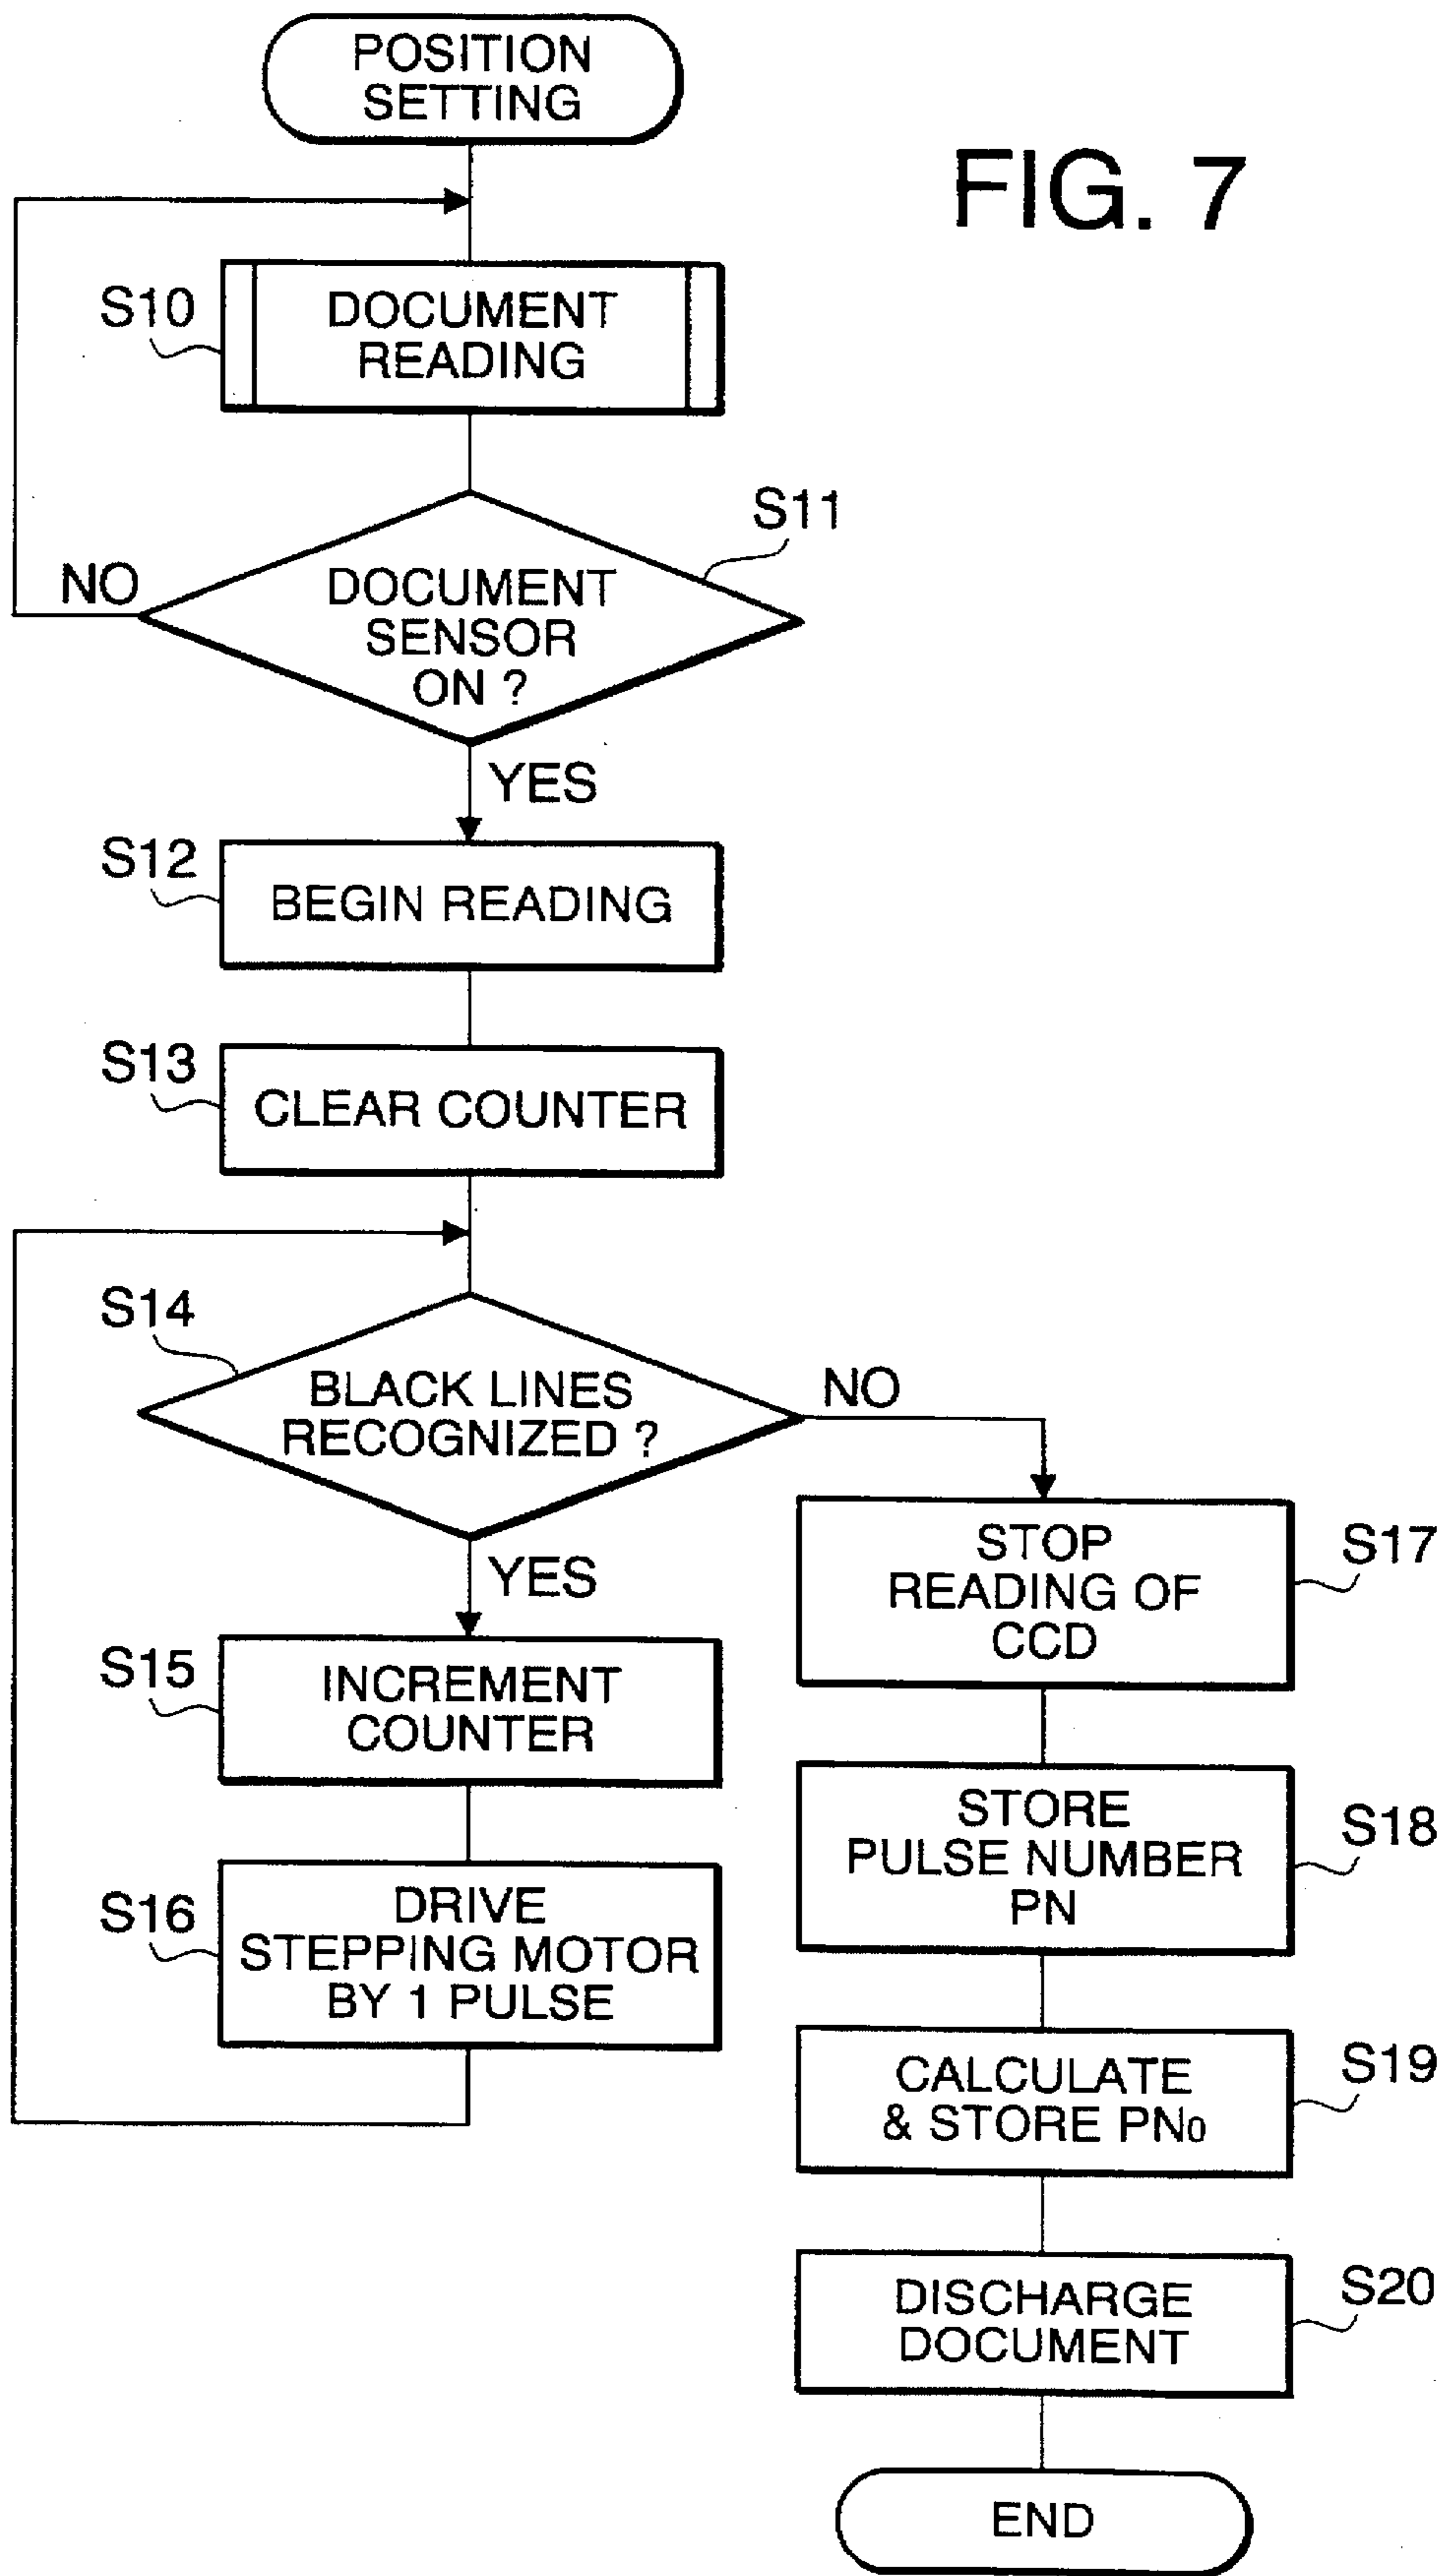 POSITION
SETTING
FIG. 7
S10
DOCUMENT
READING
S11
DOCUMENT
SENSOR
ON ?
NO
YES
S12
BEGIN READING
S13
CLEAR COUNTER
S14
BLACK LINES
RECOGNIZED ?
NO
YES
S15
INCREMENT
COUNTER
S16
DRIVE
STEPPING MOTOR
BY 1 PULSE
STOP
READING OF
CCD
S17
STORE
PULSE NUMBER
PN
S18
CALCULATE
& STORE PN₀
S19
DISCHARGE
DOCUMENT
S20
END